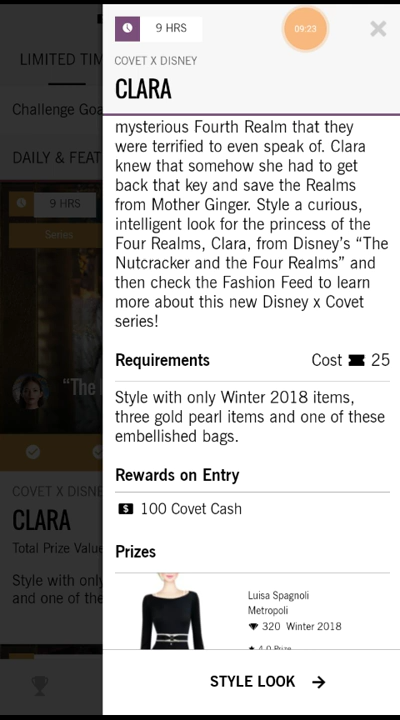 9 HRS
09:23
COVET X DISNEY
CLARA
mysterious Fourth Realm that they
were terrified to even speak of. Clara
knew that somehow she had to get
back that key and save the Realms
from Mother Ginger. Style a curious,
intelligent look for the princess of the
Four Realms, Clara, from Disney’s “The
Nutcracker and the Four Realms” and
then check the Fashion Feed to learn
more about this new Disney x Covet
series!
Requirements Cost 25
Style with only Winter 2018 items,
three gold pearl items and one of these
embellished bags.
Rewards on Entry
$ 100 Covet Cash
Prizes
Luisa Spagnoli
Metropoli
320 Winter 2018
4.0 Prize
STYLE LOOK
LIMITED TIM
Challenge Goa
DAILY & FEAT
9 HRS
Series
“The
COVET X DISNE
CLARA
Total Prize Value
Style with only
and one of the